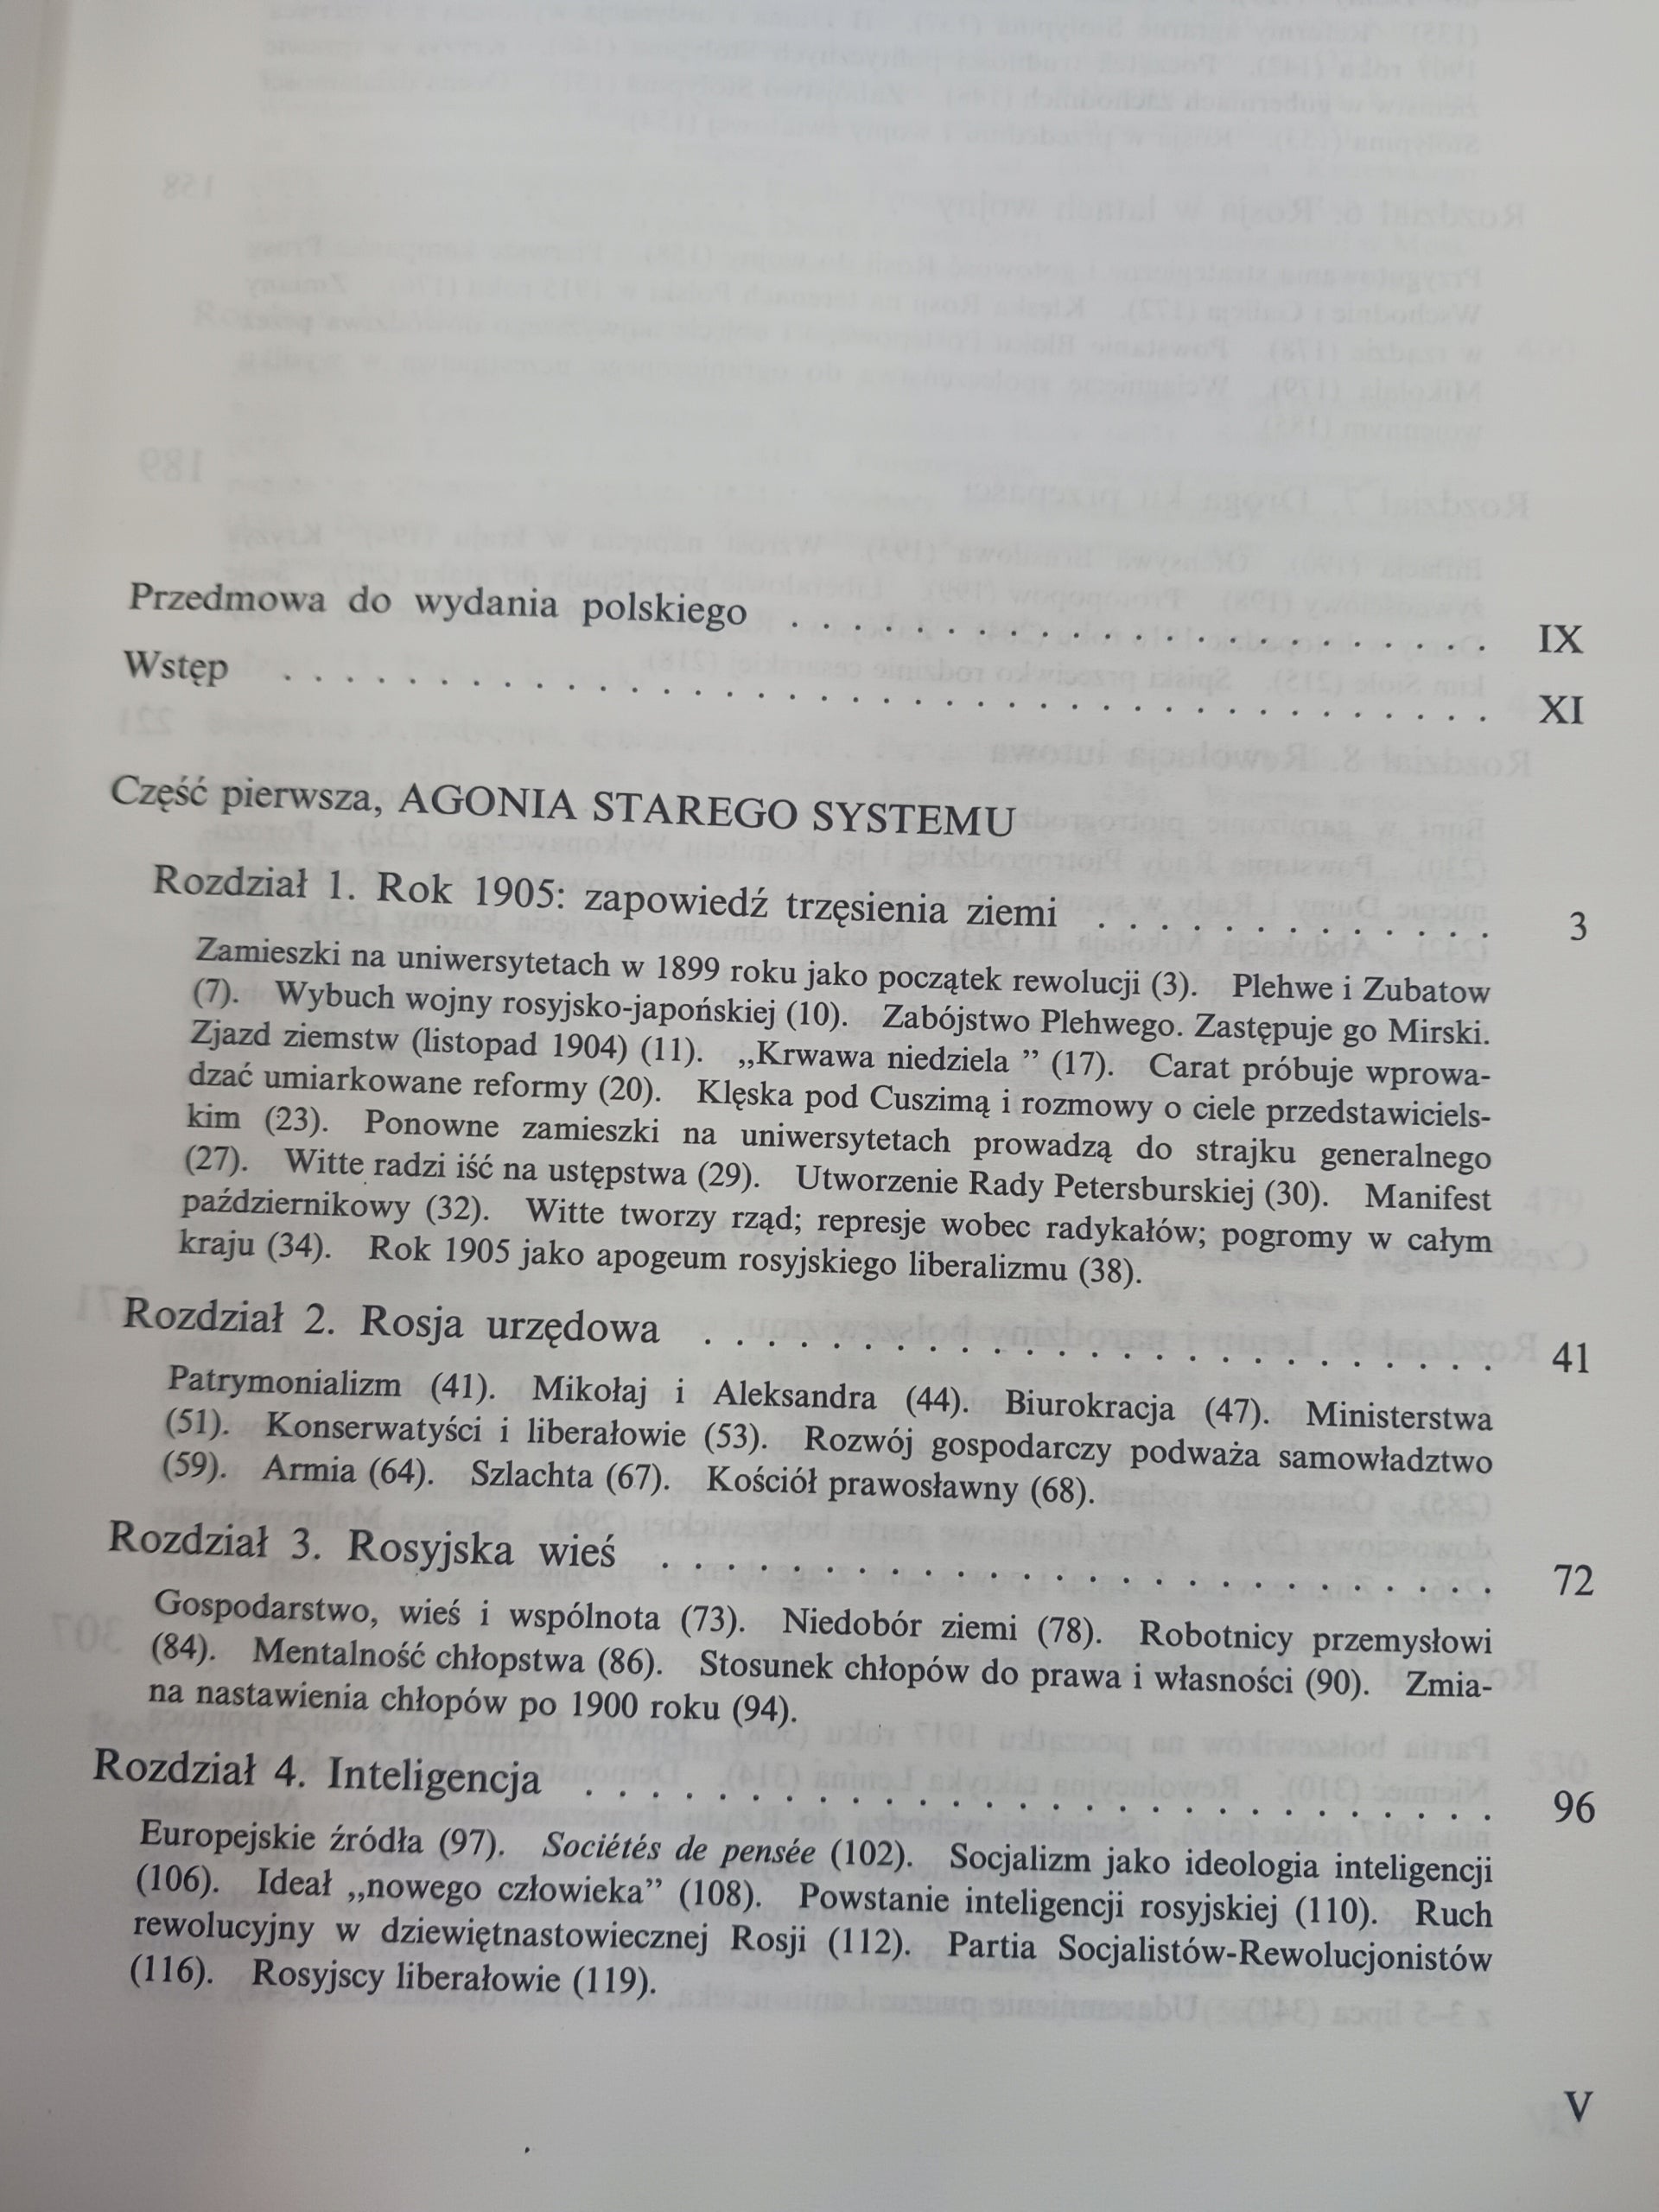 Przedmowa do wydania polskiego . . . . . . . . . . . . . . . . . . . . . . . IX
Wstęp . . . . . . . . . . . . . . . . . . . . . . . . . . . . . . . . . . . . . . . XI
Część pierwsza, AGONIA STAREGO SYSTEMU
Rozdział 1. Rok 1905: zapowiedź trzęsienia ziemi . . . . . . . . . . . . . 3
Zamieszki na uniwersytetach w 1899 roku jako początek rewolucji (3). Plehwe i Zubatow
(7). Wybuch wojny rosyjsko-japońskiej (10). Zabójstwo Plehwego. Zastępuje go Mirski.
Zjazd ziemstw (listopad 1904) (11). „Krwawa niedziela ” (17). Carat próbuje wprowa-
dzać umiarkowane reformy (20). Klęska pod Cuszimą i rozmowy o ciele przedstawiciels-
kim (23). Ponowne zamieszki na uniwersytetach prowadzą do strajku generalnego
(27). Witte radzi iść na ustępstwa (29). Utworzenie Rady Petersburskiej (30). Manifest
październikowy (32). Witte tworzy rząd; represje wobec radykałów; pogromy w całym
kraju (34). Rok 1905 jako apogeum rosyjskiego liberalizmu (38).
Rozdział 2. Rosja urzędowa . . . . . . . . . . . . . . . . . . . . . . . . . 41
Patrymonializm (41). Mikołaj i Aleksandra (44). Biurokracja (47). Ministerstwa
(51). Konserwatyści i liberałowie (53). Rozwój gospodarczy podważa samowładztwo
(59). Armia (64). Szlachta (67). Kościół prawosławny (68).
Rozdział 3. Rosyjska wieś . . . . . . . . . . . . . . . . . . . . . . . . . . 72
Gospodarstwo, wieś i wspólnota (73). Niedobór ziemi (78). Robotnicy przemysłowi
(84). Mentalność chłopstwa (86). Stosunek chłopów do prawa i własności (90). Zmia-
na nastawienia chłopów po 1900 roku (94).
Rozdział 4. Inteligencja . . . . . . . . . . . . . . . . . . . . . . . . . . . . 96
Europejskie źródła (97). Sociétés de pensée (102). Socjalizm jako ideologia inteligencji
(106). Ideał „nowego człowieka” (108). Powstanie inteligencji rosyjskiej (110). Ruch
rewolucyjny w dziewiętnastowiecznej Rosji (112). Partia Socjalistów-Rewolucjonistów
(116). Rosyjscy liberałowie (119).
V